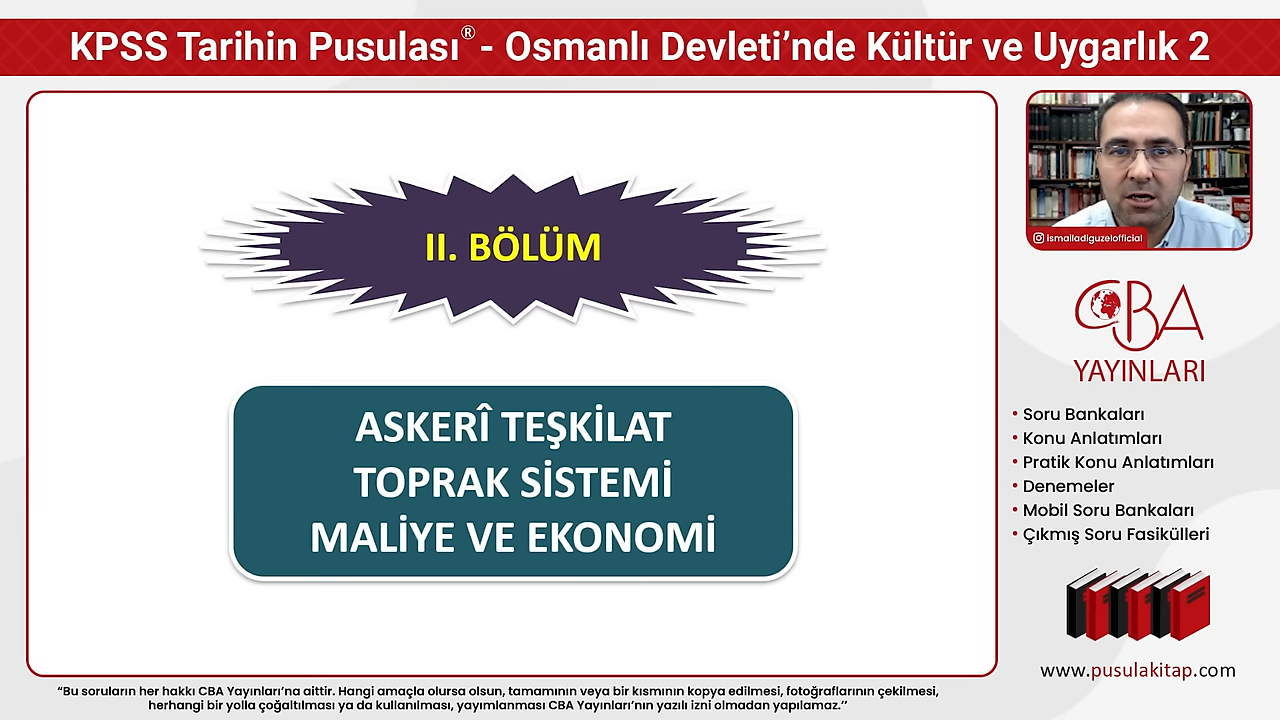 KPSS Tarihin Pusulası® - Osmanlı Devleti’nde Kültür ve Uygarlık 2
II. BÖLÜM
ASKERÎ TEŞKİLAT
TOPRAK SİSTEMİ
MALİYE VE EKONOMİ
ismailadiguzelofficial
CBA
YAYINLARI
• Soru Bankaları
• Konu Anlatımları
• Pratik Konu Anlatımları
• Denemeler
• Mobil Soru Bankaları
• Çıkmış Soru Fasikülleri
www.pusulakitap.com
“Bu soruların her hakkı CBA Yayınları’na aittir. Hangi amaçla olursa olsun, tamamının veya bir kısmının kopya edilmesi, fotoğraflarının çekilmesi,
herhangi bir yolla çoğaltılması ya da kullanılması, yayımlanması CBA Yayınları’nın yazılı izni olmadan yapılamaz.’’